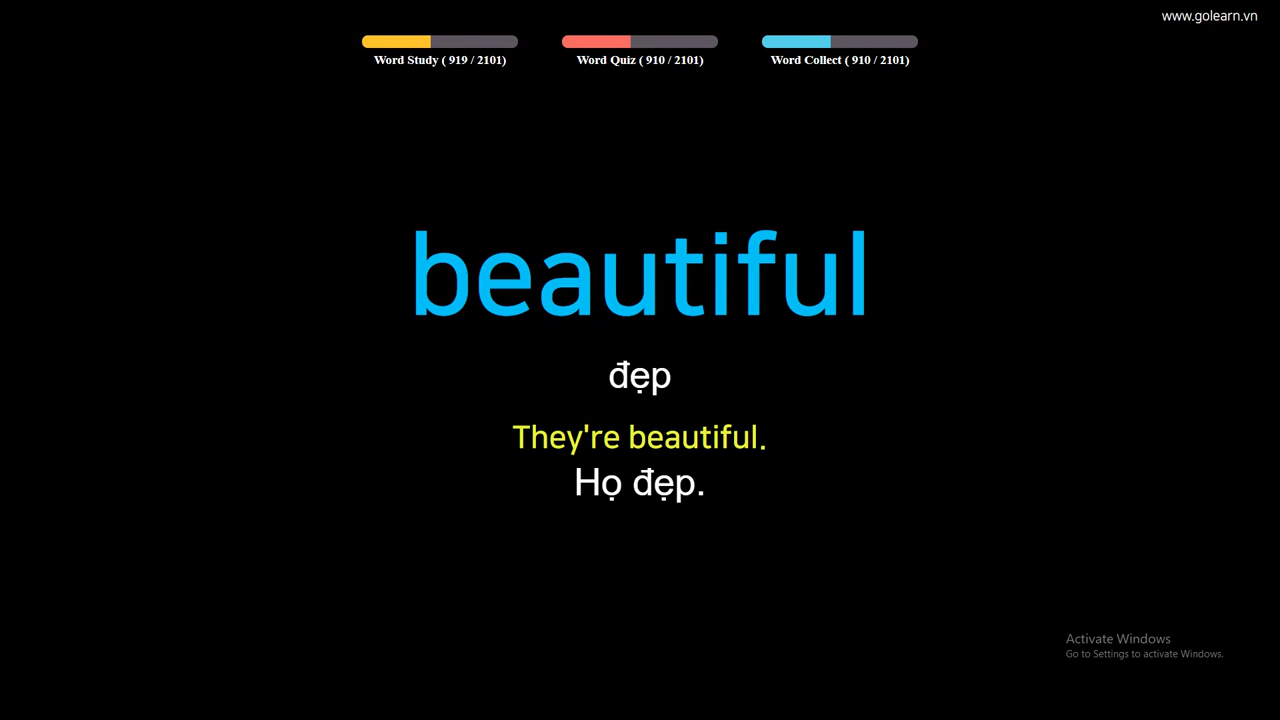 www.golearn.vn
Word Study ( 919 / 2101) Word Quiz ( 910 / 2101) Word Collect ( 910 / 2101)
beautiful
đẹp
They're beautiful.
Họ đẹp.
Activate Windows
Go to Settings to activate Windows.